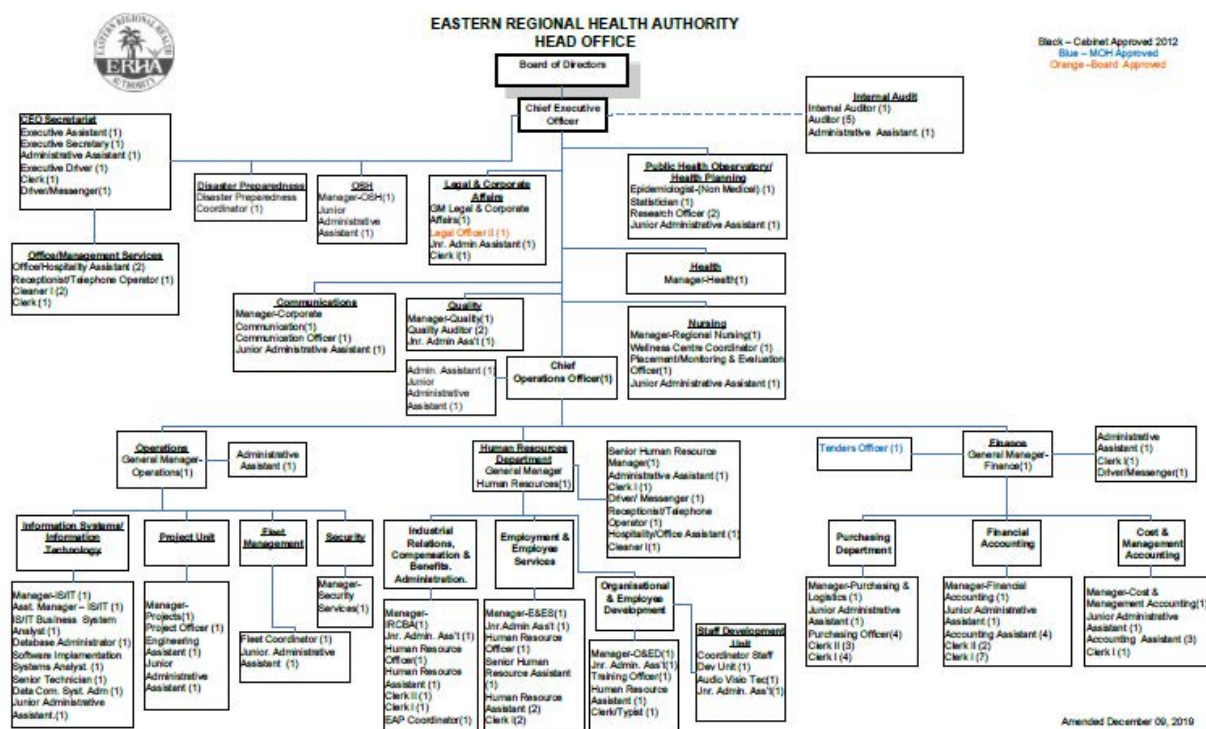 EASTERN REGIONAL HEALTH AUTHORITY
HEAD OFFICE
EASTERN REGIONAL HEALTH
ERHA
AUTHORITY
Black – Cabinet Approved 2012
Blue – MOH Approved
Orange –Board Approved
Board of Directors
Chief Executive
Officer
Internal Audit
Internal Auditor (1)
Auditor (5)
Administrative Assistant. (1)
CEO Secretariat
Executive Assistant (1)
Executive Secretary (1)
Administrative Assistant (1)
Executive Driver (1)
Clerk (1)
Driver/Messenger(1)
Disaster Preparedness
Disaster Preparedness
Coordinator (1)
OSH
Manager-OSH(1)
Junior
Administrative
Assistant (1)
Legal & Corporate
Affairs
GM Legal & Corporate
Affairs(1)
Legal Officer II (1)
Jnr. Admin Assistant (1)
Clerk I(1)
Public Health Observatory/
Health Planning
Epidemiologist-(Non Medical) (1)
Statistician (1)
Research Officer (2)
Junior Administrative Assistant (1)
Office/Management Services
Office/Hospitality Assistant (2)
Receptionist/Telephone Operator (1)
Cleaner I (2)
Clerk (1)
Health
Manager-Health(1)
Communications
Manager-Corporate
Communication(1)
Communication Officer (1)
Junior Administrative Assistant (1)
Quality
Manager-Quality(1)
Quality Auditor (2)
Jnr. Admin Ass't (1)
Nursing
Manager-Regional Nursing(1)
Wellness Centre Coordinator (1)
Placement/Monitoring & Evaluation
Officer(1)
Junior Administrative Assistant (1)
Admin. Assistant (1)
Junior
Administrative
Assistant (1)
Chief
Operations Officer(1)
Operations
General Manager-
Operations(1)
Administrative
Assistant (1)
Human Resources
Department
General Manager
Human Resources(1)
Senior Human Resource
Manager(1)
Administrative Assistant (1)
Clerk I (1)
Driver/ Messenger (1)
Receptionist/Telephone
Operator (1)
Hospitality/Office Assistant (1)
Cleaner I(1)
Tenders Officer (1)
Finance
General Manager-
Finance(1)
Administrative
Assistant (1)
Clerk I(1)
Driver/Messenger(1)
Information Systems/
Information
Technology
Manager-IS/IT (1)
Asst. Manager – IS/IT (1)
IS/IT Business System
Analyst (1)
Database Administrator (1)
Software Implementation
Systems Analyst. (1)
Senior Technician (1)
Data Com. Syst. Adm (1)
Junior Administrative
Assistant.(1)
Project Unit
Manager-
Projects(1)
Project Officer (1)
Engineering
Assistant (1)
Junior
Administrative
Assistant (1)
Fleet
Management
Fleet Coordinator (1)
Junior. Administrative
Assistant (1)
Security
Manager-
Security
Services(1)
Industrial
Relations,
Compensation &
Benefits.
Administration.
Manager-
IRCBA(1)
Jnr. Admin. Ass't(1)
Human Resource
Officer(1)
Human Resource
Assistant (1)
Clerk II (1)
Clerk I (1)
EAP Coordinator(1)
Employment &
Employee
Services
Manager-E&ES(1)
Jnr.Admin Ass't (1)
Human Resource
Officer (1)
Senior Human
Resource Assistant
(1)
Human Resource
Assistant (2)
Clerk I(2)
Organisational
& Employee
Development
Manager-O&ED(1)
Jnr. Admin. Ass't(1)
Training Officer(1)
Human Resource
Assistant (1)
Clerk/Typist (1)
Staff Development
Unit
Coordinator Staff
Dev Unit (1)
Audio Visio Tec(1)
Jnr. Admin. Ass't(1)
Purchasing
Department
Manager-Purchasing &
Logistics (1)
Junior Administrative
Assistant (1)
Purchasing Officer(4)
Clerk II (3)
Clerk I (4)
Financial
Accounting
Manager-Financial
Accounting (1)
Junior Administrative
Assistant (1)
Accounting Assistant (4)
Clerk II (2)
Clerk I (7)
Cost &
Management
Accounting
Manager-Cost &
Management Accounting(1)
Junior Administrative
Assistant (1)
Accounting Assistant (3)
Clerk I (1)
Amended December 09, 2019